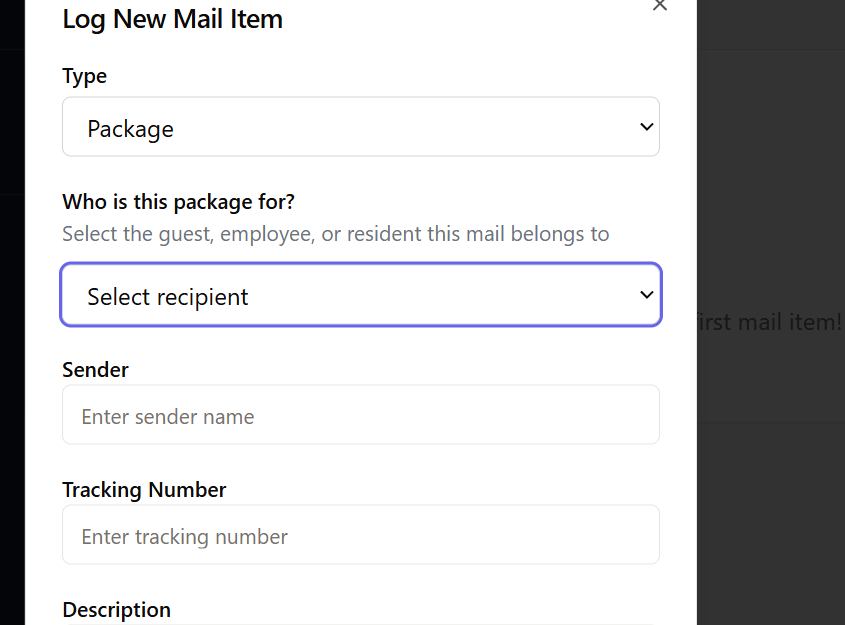 Log New Mail Item
Type
Package
Who is this package for?
Select the guest, employee, or resident this mail belongs to
Select recipient
first mail item!
Sender
Enter sender name
Tracking Number
Enter tracking number
Description